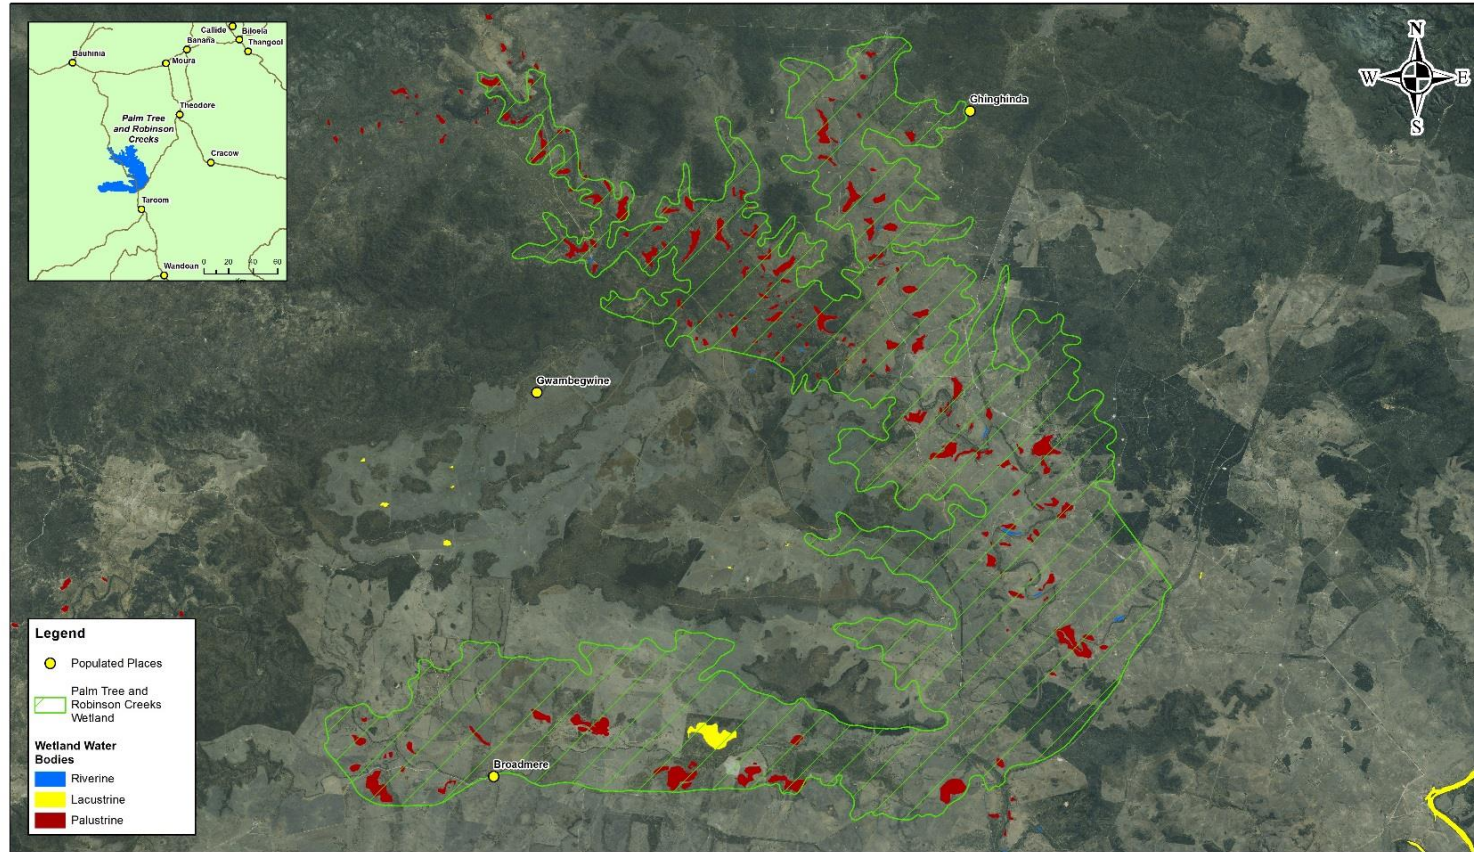 Callide
Biloela
Banana
Thangool
Bauhinia
Moura
Theodore
Palm Tree
and Robinson
Creeks
Cracow
Taroom
Wandoan
0 20 40 60
N
W E
S
Ghinghinda
Gwambegwine
Broadmere
Legend
Populated Places
Palm Tree and
Robinson Creeks
Wetland
Wetland Water
Bodies
Riverine
Lacustrine
Palustrine